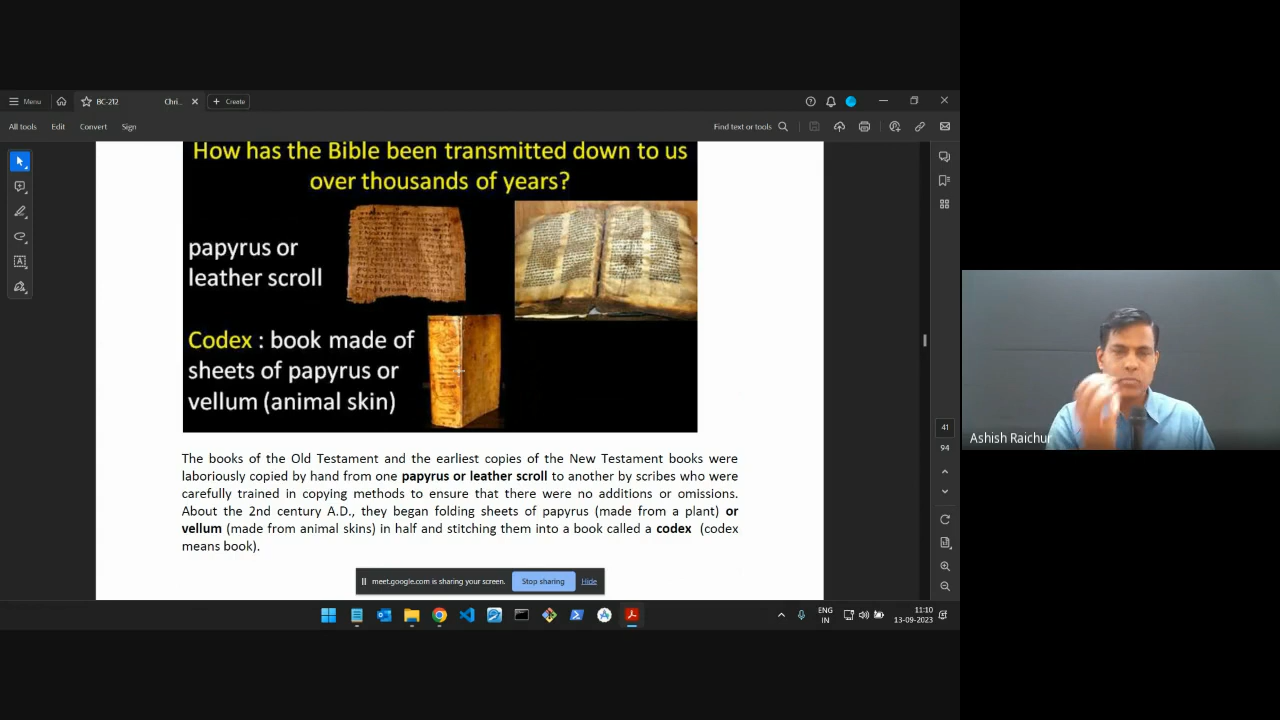 Menu
BC-212
Chri...
Create
All tools
Edit
Convert
Sign
Find text or tools
How has the Bible been transmitted down to us
over thousands of years?
papyrus or
leather scroll
Codex : book made of
sheets of papyrus or
vellum (animal skin)
The books of the Old Testament and the earliest copies of the New Testament books were
laboriously copied by hand from one papyrus or leather scroll to another by scribes who were
carefully trained in copying methods to ensure that there were no additions or omissions.
About the 2nd century A.D., they began folding sheets of papyrus (made from a plant) or
vellum (made from animal skins) in half and stitching them into a book called a codex (codex
means book).
41
94
meet.google.com is sharing your screen.
Stop sharing
Hide
ENG
IN
11:10
13-09-2023
Ashish Raichur